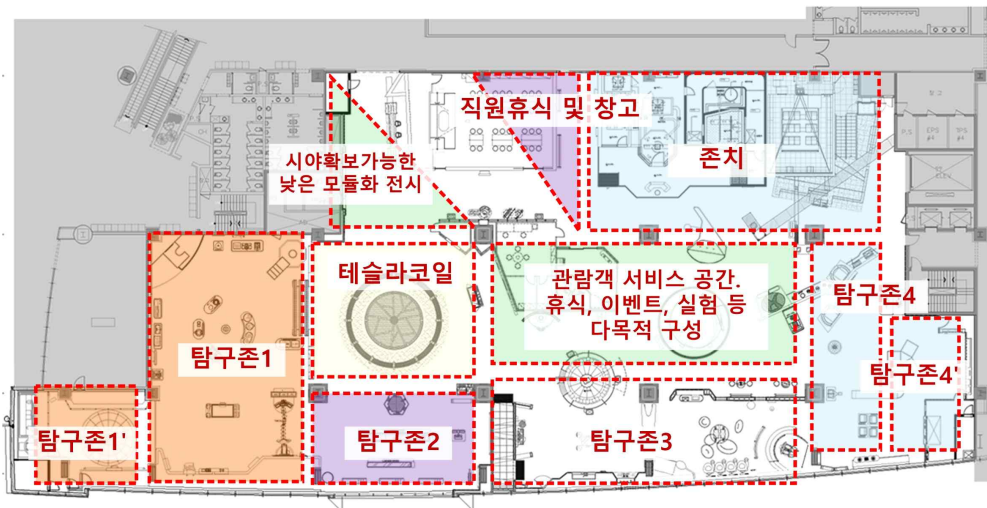 직원휴식 및 창고
시야확보가능한
낮은 모듈화 전시
존치
테슬라코일
관람객 서비스 공간.
휴식, 이벤트, 실험 등
다목적 구성
탐구존4
탐구존1
탐구존4'
탐구존1'
탐구존2
탐구존3